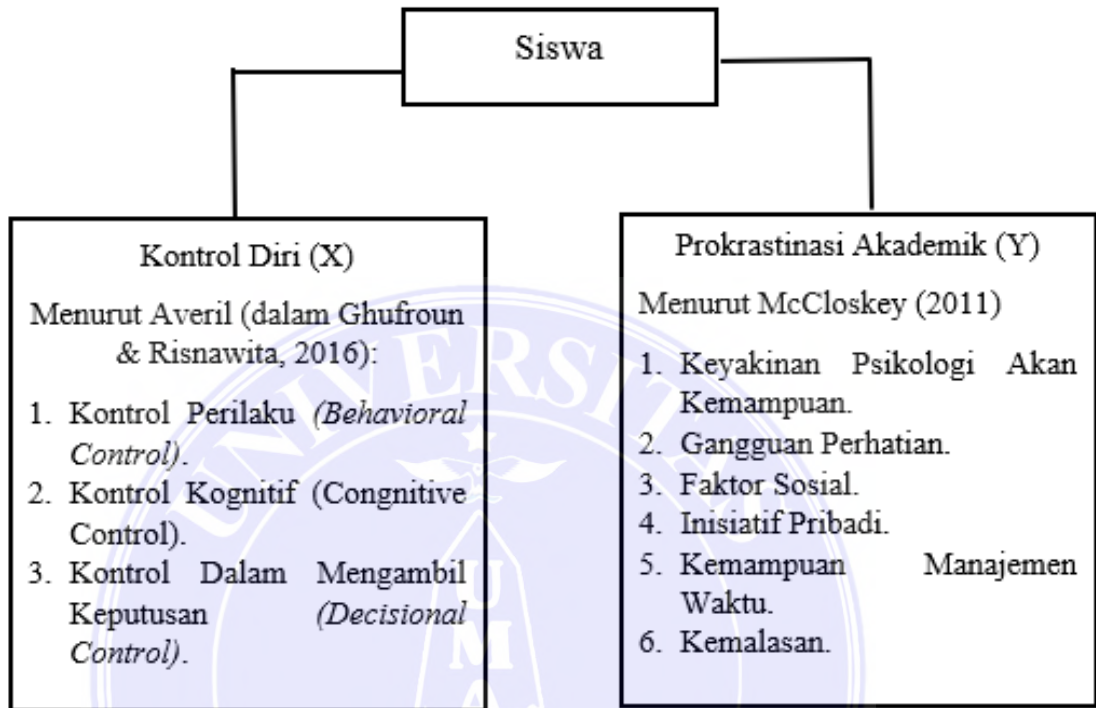 Siswa
Kontrol Diri (X)
Menurut Averil (dalam Ghufroun
& Risnawita, 2016):
1. Kontrol Perilaku (Behavioral
Control).
2. Kontrol Kognitif (Congnitive
Control).
3. Kontrol Dalam Mengambil
Keputusan (Decisional
Control).
Prokrastinasi Akademik (Y)
Menurut McCloskey (2011)
1. Keyakinan Psikologi Akan
Kemampuan.
2. Gangguan Perhatian.
3. Faktor Sosial.
4. Inisiatif Pribadi.
5. Kemampuan Manajemen
Waktu.
6. Kemalasan.
UNIVERSITAS
U
M
A